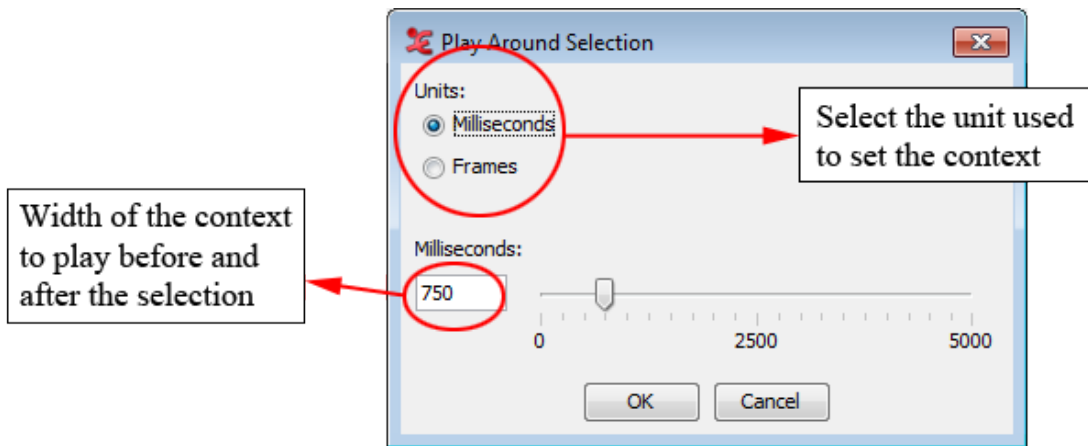 Play Around Selection
Units:
Milliseconds
Frames
Select the unit used
to set the context
Width of the context
to play before and
after the selection
Milliseconds:
750
0 2500 5000
OK Cancel